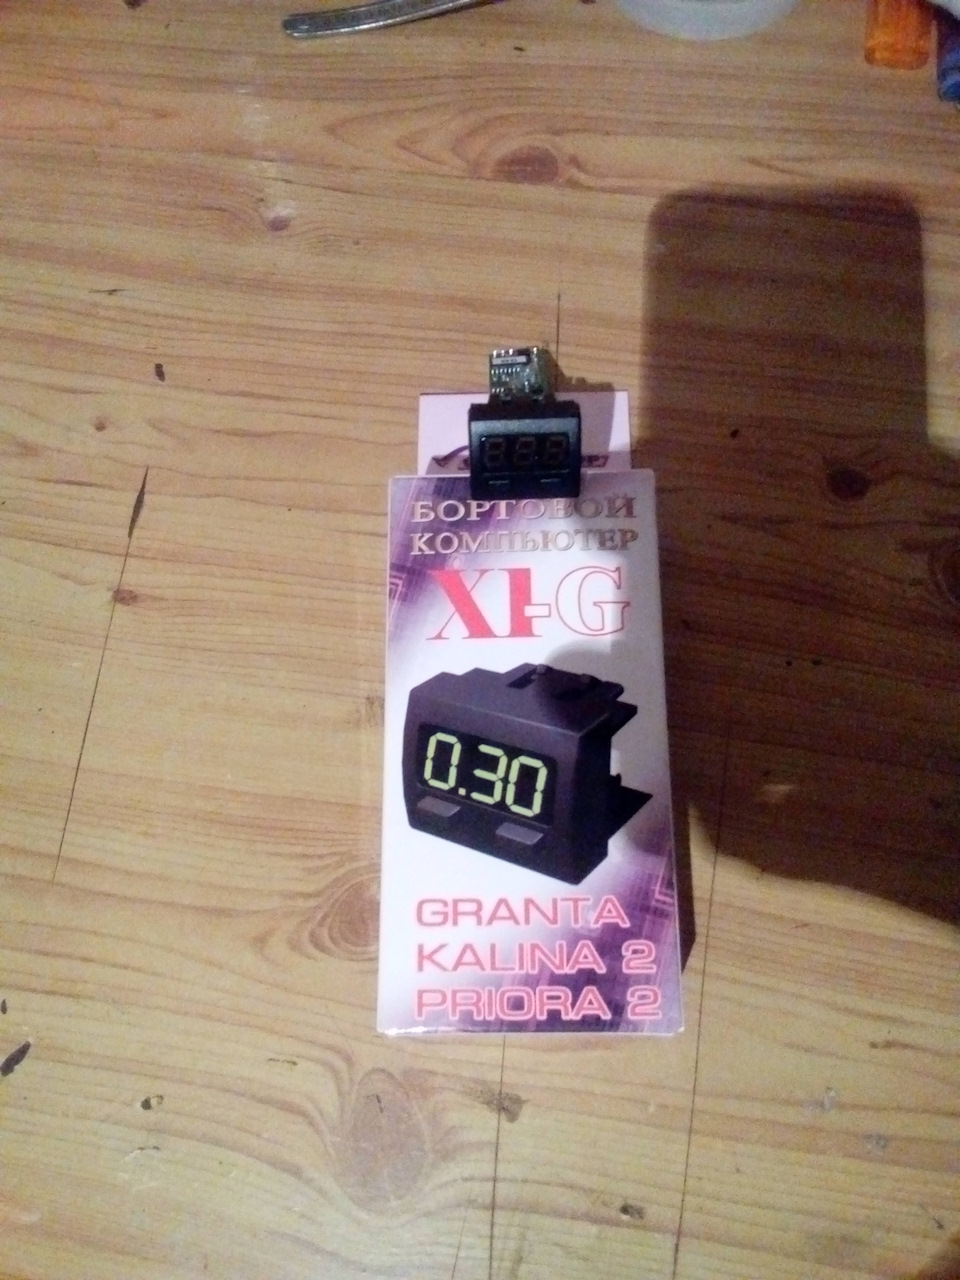 БОРТОВОЙ
КОМПЬЮТЕР
X1-G
0.30
GRANTA
KALINA 2
PRIORA 2